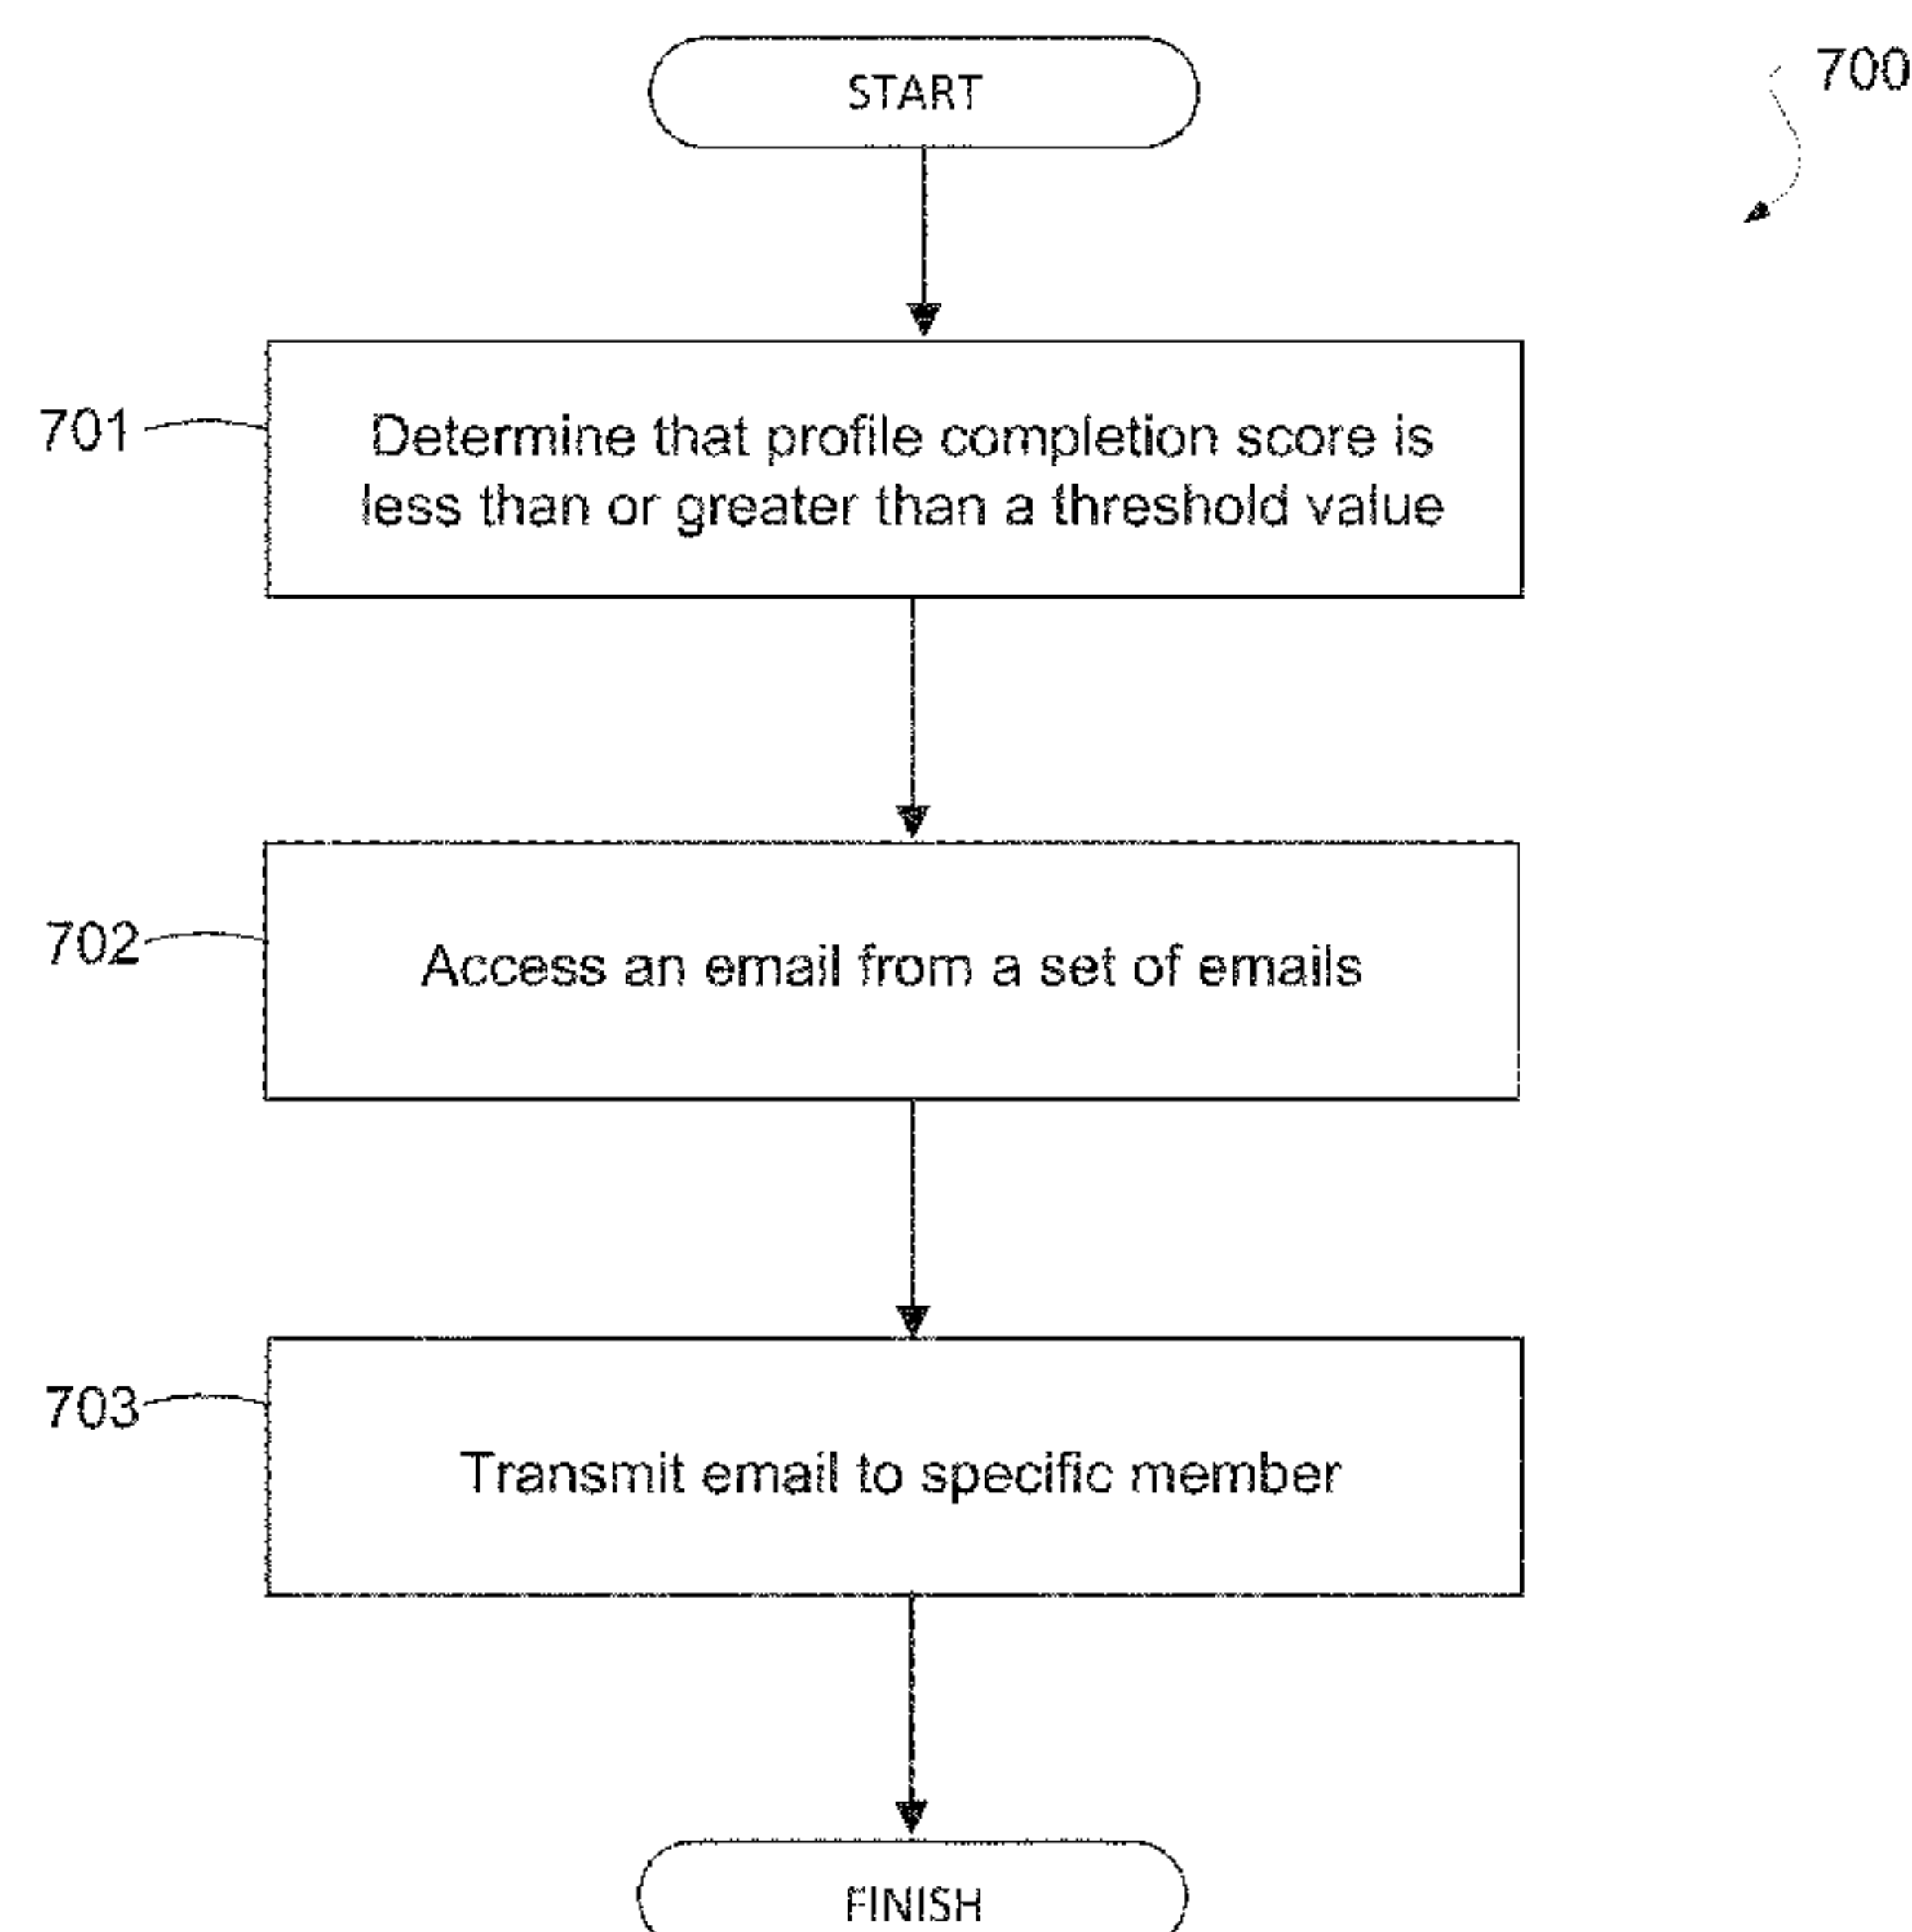 START
700
701
Determine that profile completion score is
less than or greater than a threshold value
702
Access an email from a set of emails
703
Transmit email to specific member
FINISH